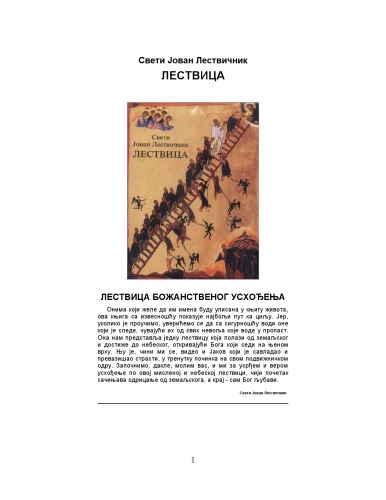 Свети Јован Лествичник
ЛЕСТВИЦА
Свети
Јован Лествичник
ЛЕСТВИЦА
ЛЕСТВИЦА БОЖАНСТВЕНОГ УСХОЂЕЊА
Онима који желе да им имена буду уписана у књигу живота,
ова књига са извесношћу показује најбољи пут ка циљу. Јер,
уколико је проучимо, уверићемо се да са сигурношћу води оне
који је следе, чувајући их од свих невоља које воде у пропаст.
Она нам представља једну лествицу која полази од земаљског
и достиже до небеског, откривајући Бога који седи на њеном
врху. Њу је, чини ми се, видео и Јаков који је савладао и
превазишао страсти, у тренутку починка на свом подвижничком
одру. Започнимо, дакле, молим вас, и ми за усрђем и вером
усхођење по овој мисленој и небеској лествици, чији почетак
сачињава одрицање од земаљскога, а крај - сам Бог љубави.
Свети Јован Лествичник
1